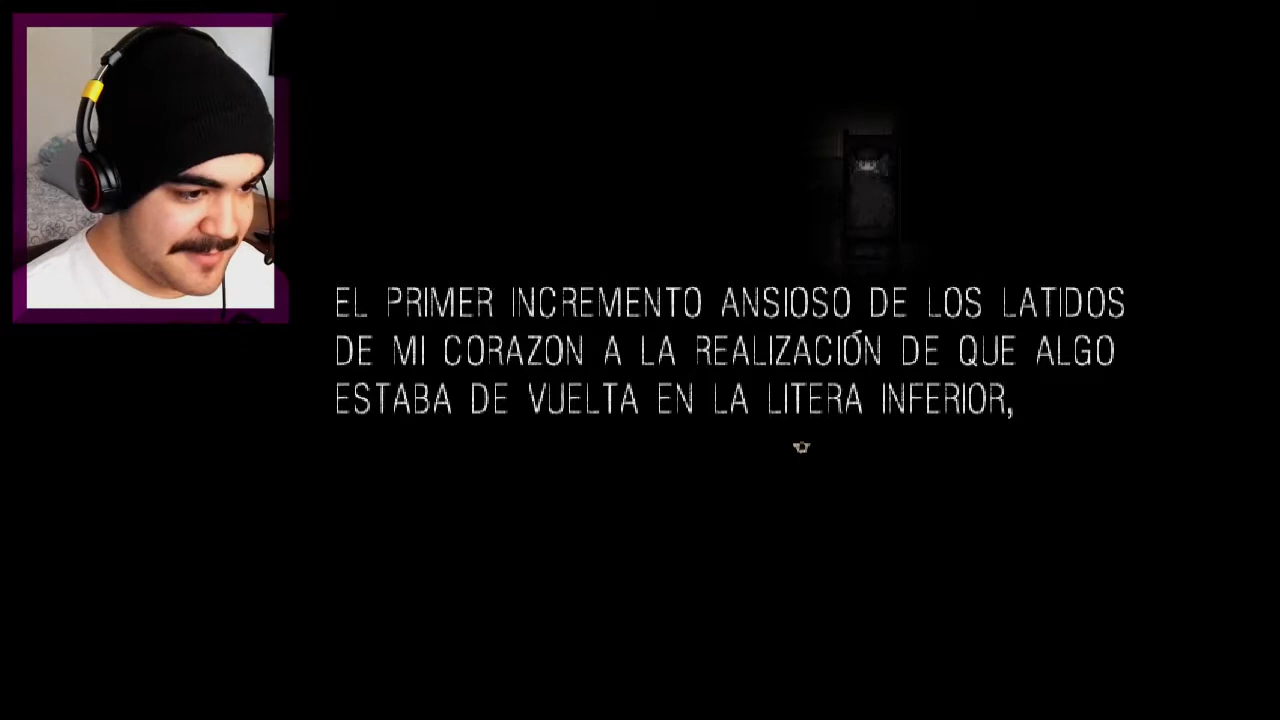 EL PRIMER INCREMENTO ANSIOSO DE LOS LATIDOS
DE MI CORAZON A LA REALIZACIÓN DE QUE ALGO
ESTABA DE VUELTA EN LA LITERA INFERIOR,